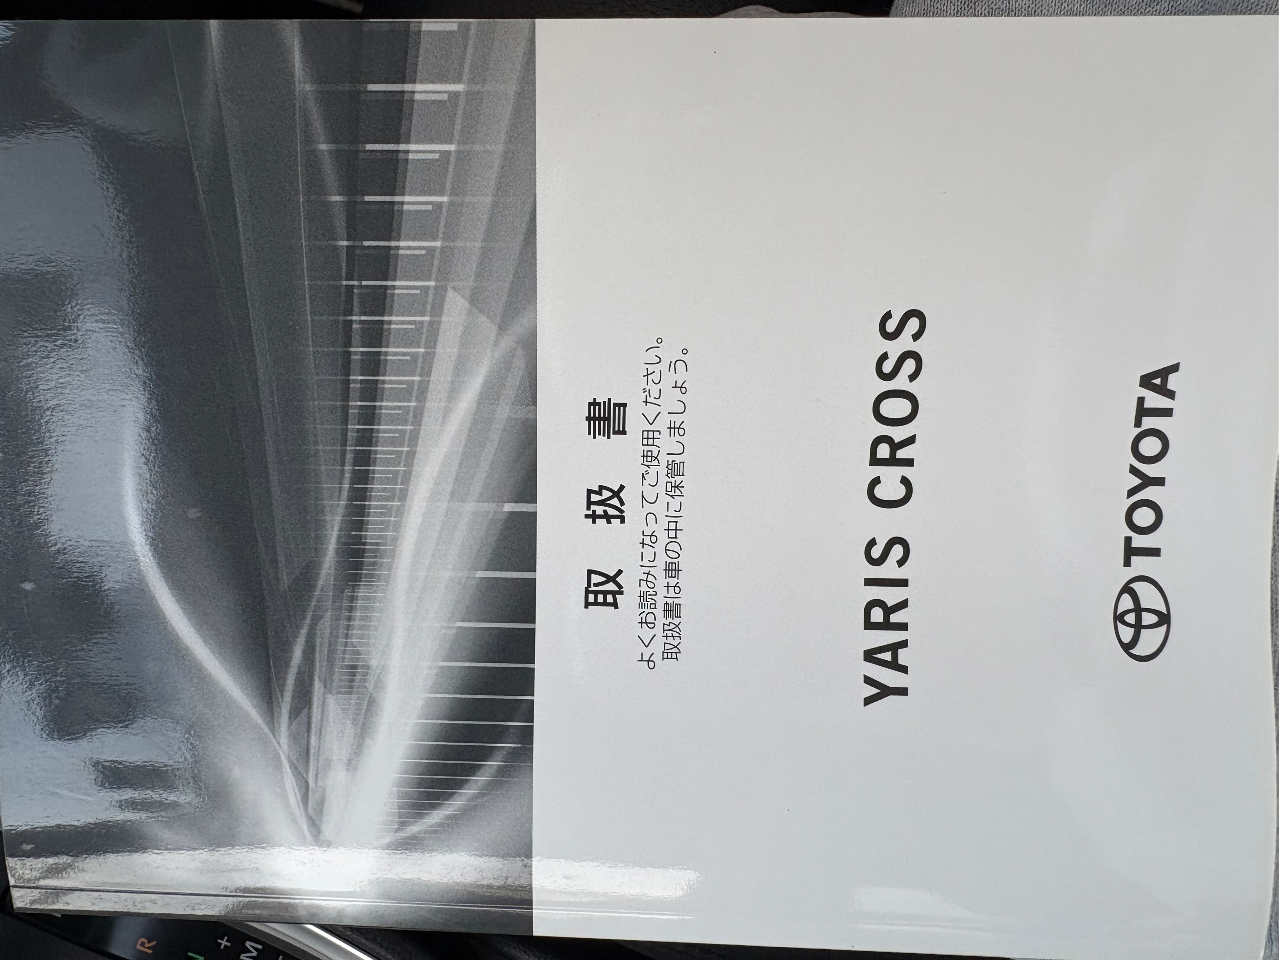 取扱書
よくお読みになってご使用ください。
取扱書は車の中に保管しましょう。
YARIS CROSS
TOYOTA
R
N
+
M